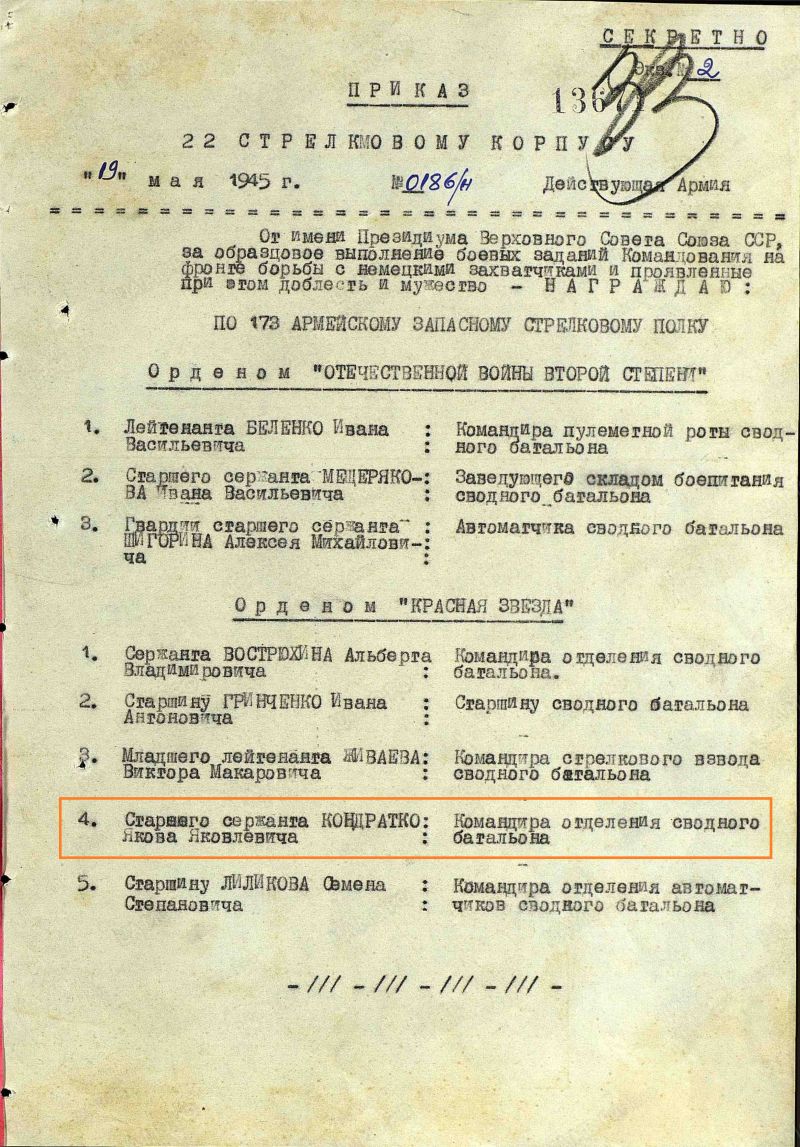 СЕКРЕТНО
Экз.№ 2
ПРИКАЗ
136
33
22 СТРЕЛКМОВОМУ КОРПУСУ
"19" мая 1945 г. №0186/н Действующая Армия
От имени Президиума Верховного Совета Союза ССР,
за образцовое выполнение боевых заданий Командования на
фронте борьбы с немецкими захватчиками и проявленные
при этом доблесть и мужество - НАГРАЖДАЮ:
ПО 173 АРМЕЙСКОМУ ЗАПАСНОМУ СТРЕЛКОВОМУ ПОЛКУ
Орденом "ОТЕЧЕСТВЕННОЙ ВОЙНЫ ВТОРОЙ СТЕПЕНИ"
1. Лейтенанта БЕЛЕНКО Ивана : Командира пулеметной роты свод-
Васильевича : ного батальона
2. Старшего сержанта МЕЩЕРЯКО-: Заведующего складом боепитания
ВА Ивана Васильевича : сводного батальона
3. Гвардии старшего сержанта : Автоматчика сводного батальона
ШИГОРИНА Алексея Михайлови-:
ча :
Орденом "КРАСНАЯ ЗВЕЗДА"
1. Сержанта ВОСТРЮХИНА Альберта Командира отделения сводного
Владимировича : батальона.
2. Старшину ГРИНЧЕНКО Ивана : Старшину сводного батальона
Антоновича :
3. Младшего лейтенанта ЖИВАЕВА: Командира стрелкового взвода
Виктора Макаровича : сводного батальона
4. Старшего сержанта КОНДРАТКО: Командира отделения сводного
Якова Яковлевича : батальона
5. Старшину ЛИЛИКОВА Семена : Командира отделения автомат-
Степановича : чиков сводного батальона
-///-///-///-///-